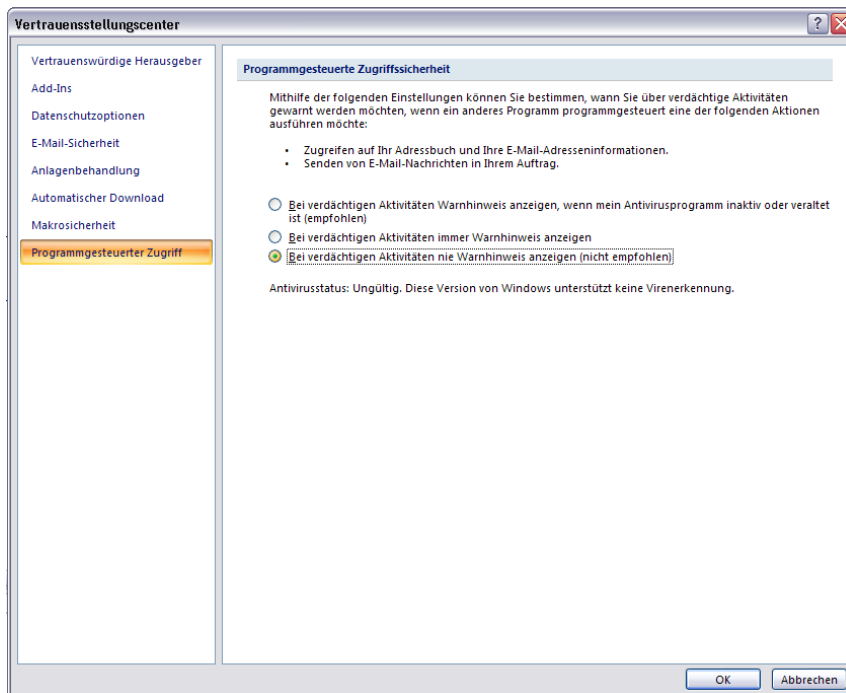 Vertrauensstellungscenter
Vertrauenswürdige Herausgeber
Add-Ins
Datenschutzoptionen
E-Mail-Sicherheit
Anlagenbehandlung
Automatischer Download
Makrosicherheit
Programmgesteuerter Zugriff
Programmgesteuerte Zugriffssicherheit
Mithilfe der folgenden Einstellungen können Sie bestimmen, wann Sie über verdächtige Aktivitäten
gewarnt werden möchten, wenn ein anderes Programm programmgesteuert eine der folgenden Aktionen
ausführen möchte:
• Zugreifen auf Ihr Adressbuch und Ihre E-Mail-Adresseninformationen.
• Senden von E-Mail-Nachrichten in Ihrem Auftrag.
Bei verdächtigen Aktivitäten Warnhinweis anzeigen, wenn mein Antivirusprogramm inaktiv oder veraltet
ist (empfohlen)
Bei verdächtigen Aktivitäten immer Warnhinweis anzeigen
Bei verdächtigen Aktivitäten nie Warnhinweis anzeigen (nicht empfohlen)
Antivirusstatus: Ungültig. Diese Version von Windows unterstützt keine Virenerkennung.
OK
Abbrechen